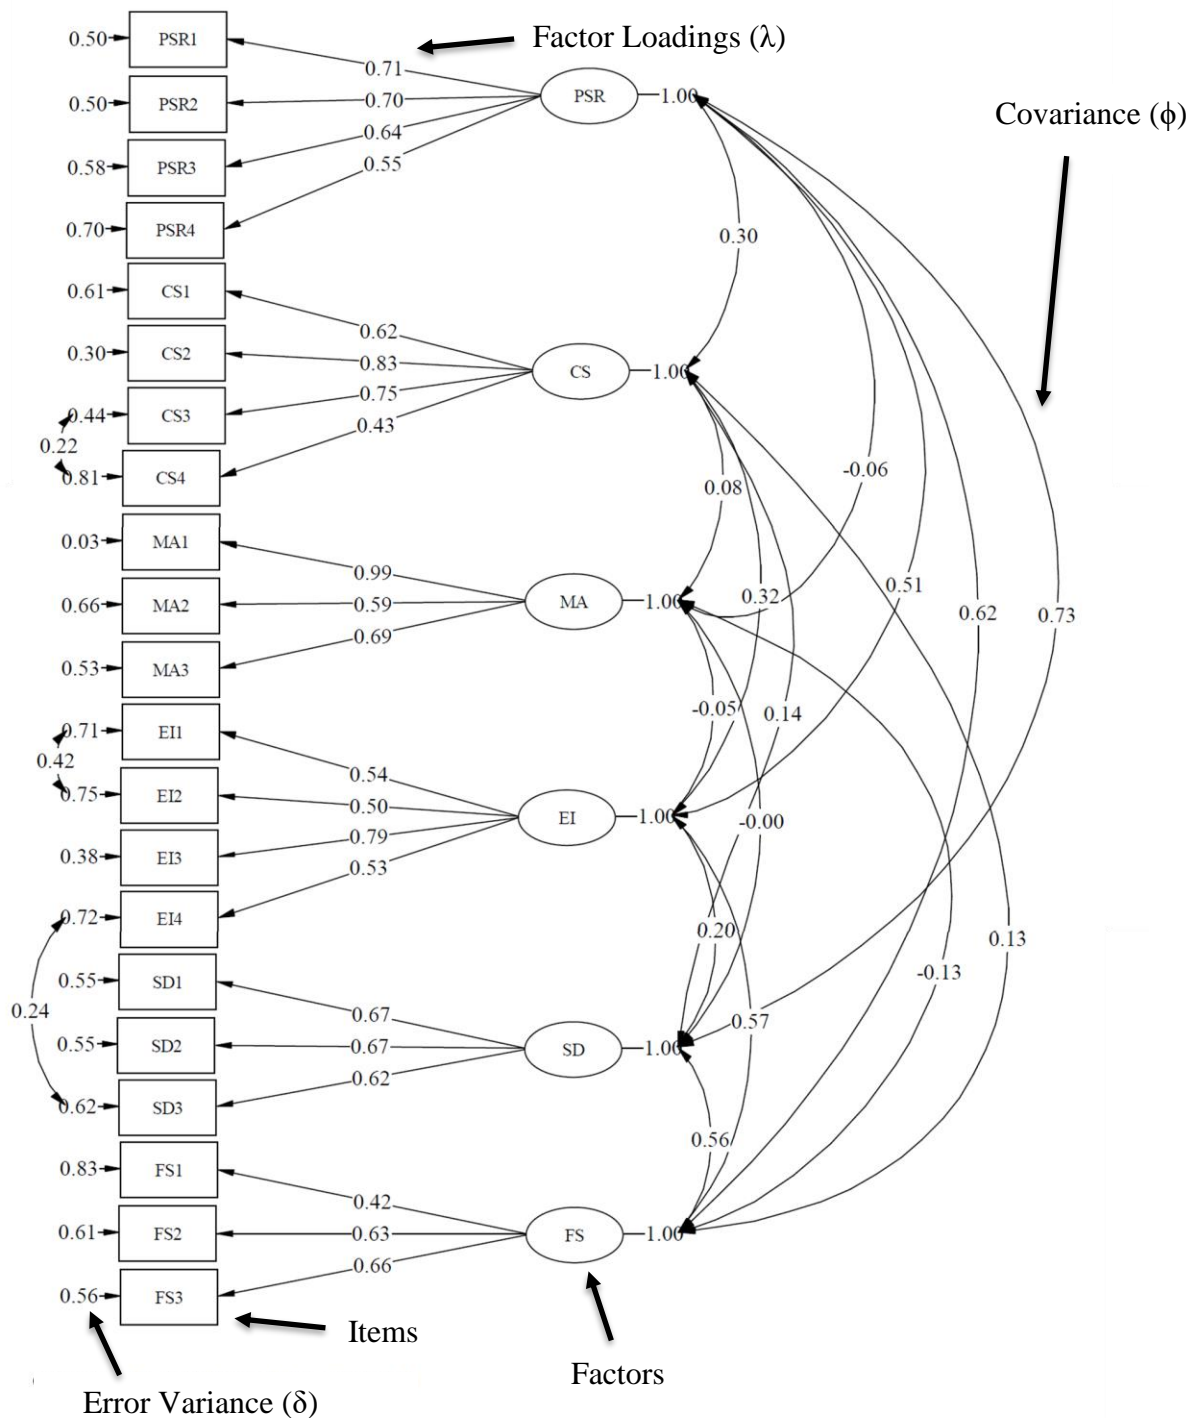 Factor Loadings (λ)
0.50 PSR1
0.71
PSR 1.00
0.50 PSR2
0.70
Covariance (ϕ)
0.64
0.58 PSR3
0.55
0.70 PSR4
0.30
0.61 CS1
0.62
0.30 CS2
0.83
CS 1.00
0.75
0.44 CS3
0.43
0.22
0.81 CS4
-0.06
0.08
0.03 MA1
0.99
0.66 MA2
0.59
MA 1.00
0.32
0.51
0.62
0.73
0.69
0.53 MA3
-0.05
0.14
0.71 EI1
0.42
0.54
0.75 EI2
0.50
EI 1.00
-0.00
0.79
0.38 EI3
0.53
0.72 EI4
0.20
0.13
-0.13
0.55 SD1
0.24
0.67
0.57
0.55 SD2
0.67
SD 1.00
0.62
0.62 SD3
0.56
0.83 FS1
0.42
0.61 FS2
0.63
FS 1.00
0.66
0.56 FS3
Items
Factors
Error Variance (δ)